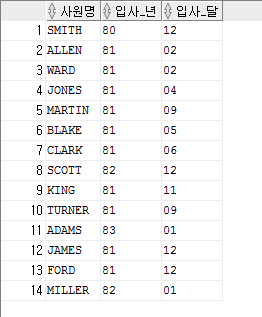 사원명 입사_년 입사_달
1 SMITH 80 12
2 ALLEN 81 02
3 WARD 81 02
4 JONES 81 04
5 MARTIN 81 09
6 BLAKE 81 05
7 CLARK 81 06
8 SCOTT 82 12
9 KING 81 11
10 TURNER 81 09
11 ADAMS 83 01
12 JAMES 81 12
13 FORD 81 12
14 MILLER 82 01